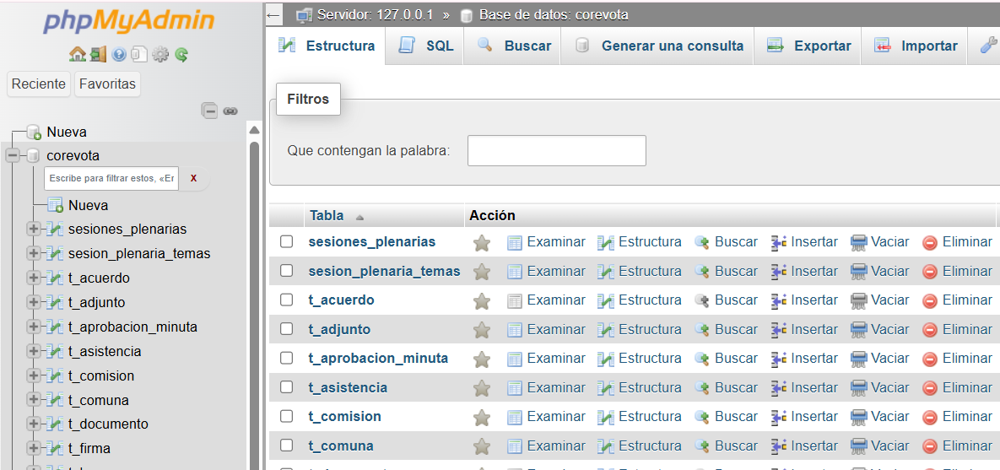 phpMyAdmin
Reciente Favoritas
Nueva
corevota
Escribe para filtrar estos, «Er X
Nueva
sesiones_plenarias
sesion_plenaria_temas
t_acuerdo
t_adjunto
t_aprobacion_minuta
t_asistencia
t_comision
t_comuna
t_documento
t_firma
Servidor: 127.0.0.1 » Base de datos: corevota
Estructura SQL Buscar Generar una consulta Exportar Importar
Filtros
Que contengan la palabra:
Tabla Acción
sesiones_plenarias Examinar Estructura Buscar Insertar Vaciar Eliminar
sesion_plenaria_temas Examinar Estructura Buscar Insertar Vaciar Eliminar
t_acuerdo Examinar Estructura Buscar Insertar Vaciar Eliminar
t_adjunto Examinar Estructura Buscar Insertar Vaciar Eliminar
t_aprobacion_minuta Examinar Estructura Buscar Insertar Vaciar Eliminar
t_asistencia Examinar Estructura Buscar Insertar Vaciar Eliminar
t_comision Examinar Estructura Buscar Insertar Vaciar Eliminar
t_comuna Examinar Estructura Buscar Insertar Vaciar Eliminar